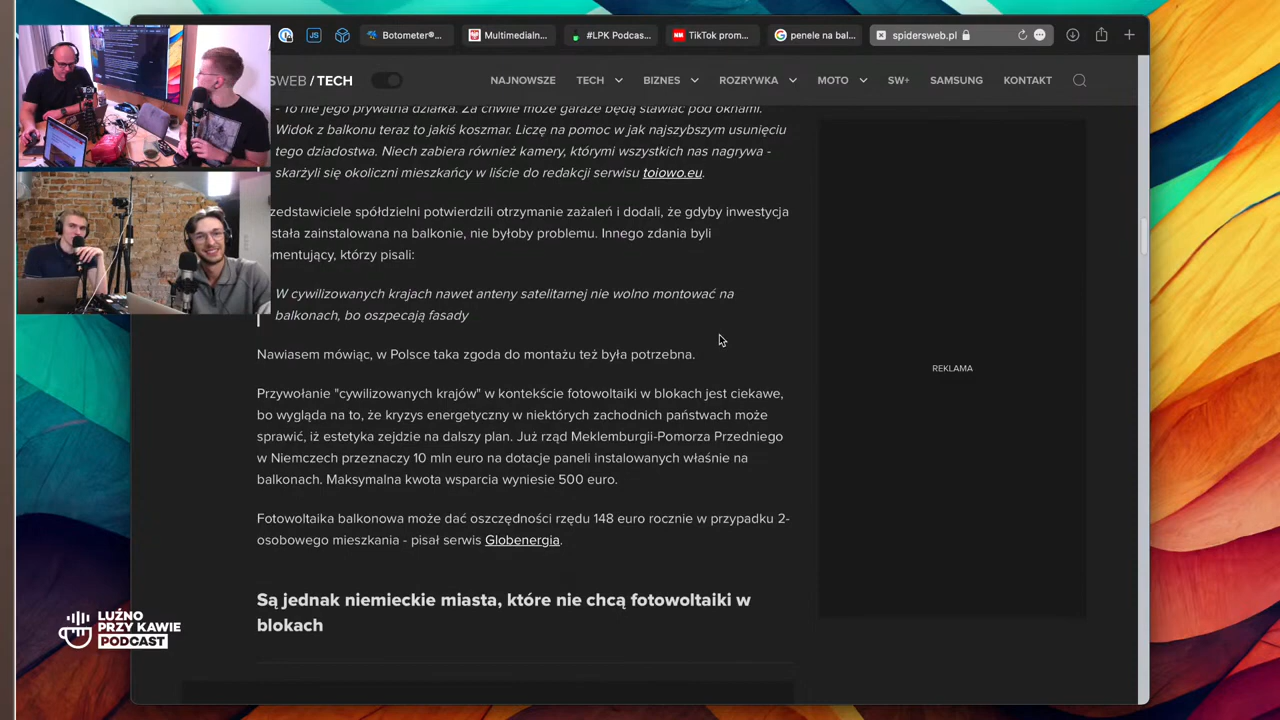 JS
Botometer®...
Multimedialn...
#LPK Podcas...
TikTok prom...
penele na bal...
spidersweb.pl
SWEB / TECH
NAJNOWSZE
TECH
BIZNES
ROZRYWKA
MOTO
SW+
SAMSUNG
KONTAKT
- To nie jego prywatna działka. Za chwilę może garaże będą stawiać pod oknami.
Widok z balkonu teraz to jakiś koszmar. Liczę na pomoc w jak najszybszym usunięciu
tego dziadostwa. Niech zabiera również kamery, którymi wszystkich nas nagrywa -
skarżyli się okoliczni mieszkańcy w liście do redakcji serwisu toiowo.eu.
zedstawiciele spółdzielni potwierdzili otrzymanie zażaleń i dodali, że gdyby inwestycja
stała zainstalowana na balkonie, nie byłoby problemu. Innego zdania byli
omentujący, którzy pisali:
W cywilizowanych krajach nawet anteny satelitarnej nie wolno montować na
balkonach, bo oszpecają fasady
Nawiasem mówiąc, w Polsce taka zgoda do montażu też była potrzebna.
Przywołanie "cywilizowanych krajów" w kontekście fotowoltaiki w blokach jest ciekawe,
bo wygląda na to, że kryzys energetyczny w niektórych zachodnich państwach może
sprawić, iż estetyka zejdzie na dalszy plan. Już rząd Meklemburgii-Pomorza Przedniego
w Niemczech przeznaczy 10 mln euro na dotacje paneli instalowanych właśnie na
balkonach. Maksymalna kwota wsparcia wyniesie 500 euro.
Fotowoltaika balkonowa może dać oszczędności rzędu 148 euro rocznie w przypadku 2-
osobowego mieszkania - pisał serwis Globenergia.
Są jednak niemieckie miasta, które nie chcą fotowoltaiki w
blokach
REKLAMA
LUŹNO
PRZY KAWIE
PODCAST